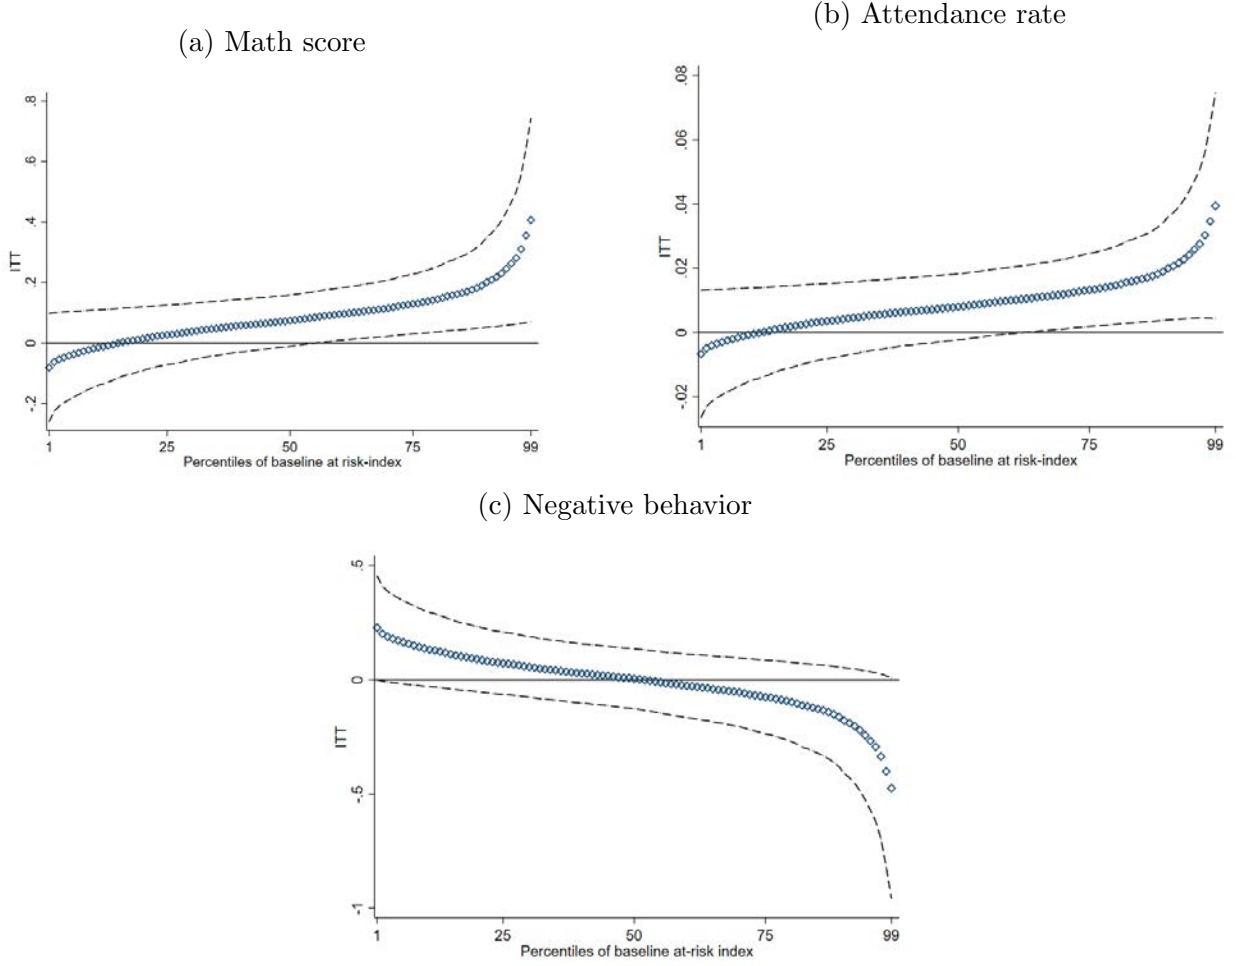 (a) Math score
ITT
.8
.6
.4
.2
0
-.2
1 25 50 75 99
Percentiles of baseline at risk-index
(b) Attendance rate
ITT
.08
.06
.04
.02
0
-.02
1 25 50 75 99
Percentiles of baseline at risk-index
(c) Negative behavior
ITT
.5
0
-.5
-1
1 25 50 75 99
Percentiles of baseline at-risk index